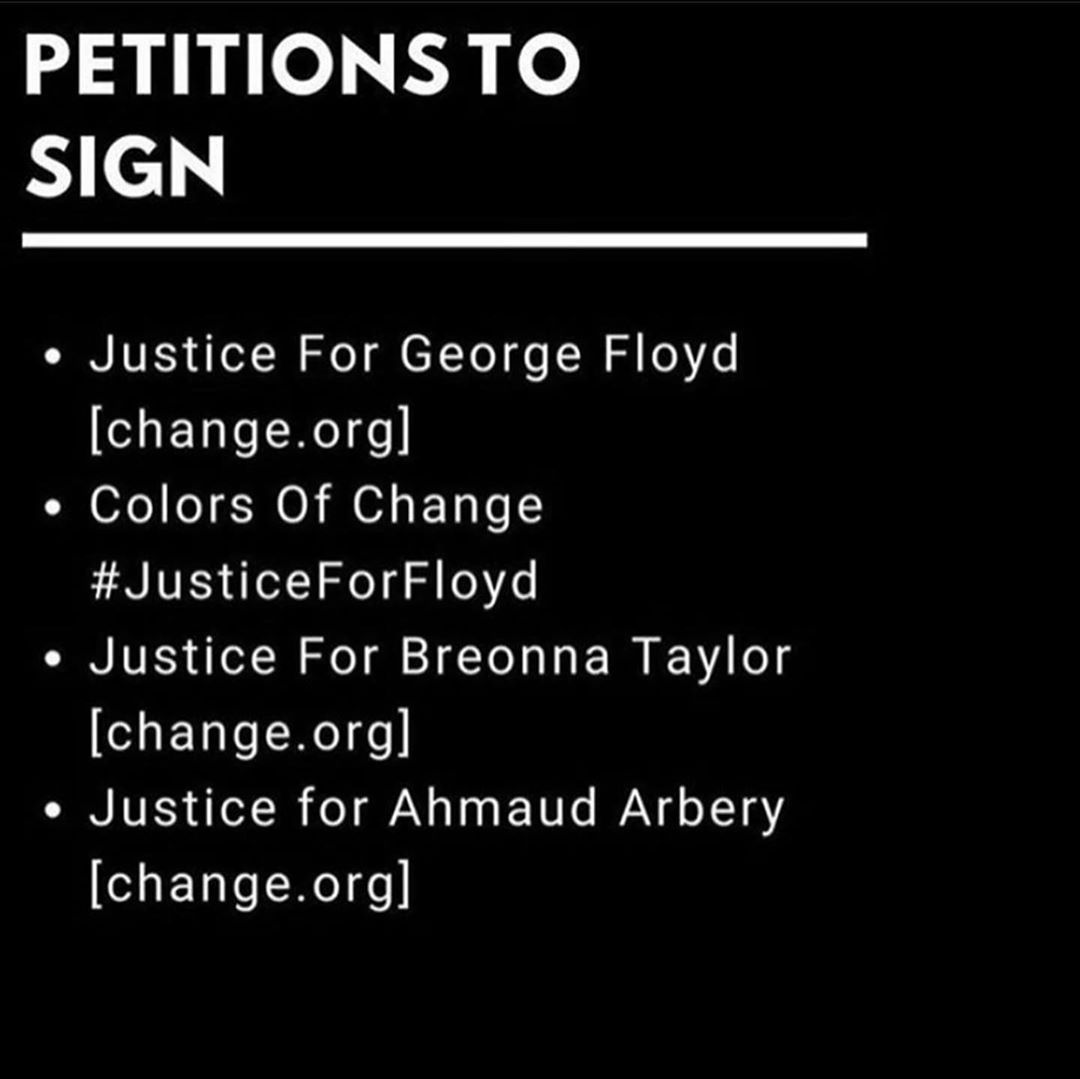 PETITIONS TO
SIGN
• Justice For George Floyd
[change.org]
• Colors Of Change
#JusticeForFloyd
• Justice For Breonna Taylor
[change.org]
• Justice for Ahmaud Arbery
[change.org]